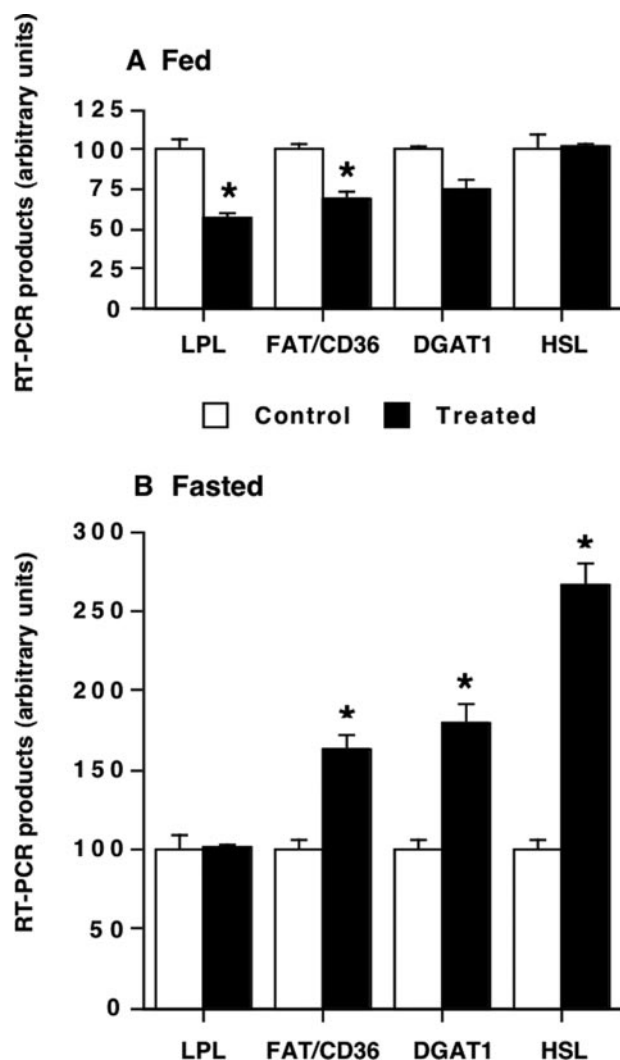 A Fed
RT-PCR products (arbitrary units)
125
100
75
50
25
0
*
*
LPL FAT/CD36 DGAT1 HSL
Control Treated
B Fasted
RT-PCR products (arbitrary units)
300
250
200
150
100
50
0
*
*
*
LPL FAT/CD36 DGAT1 HSL